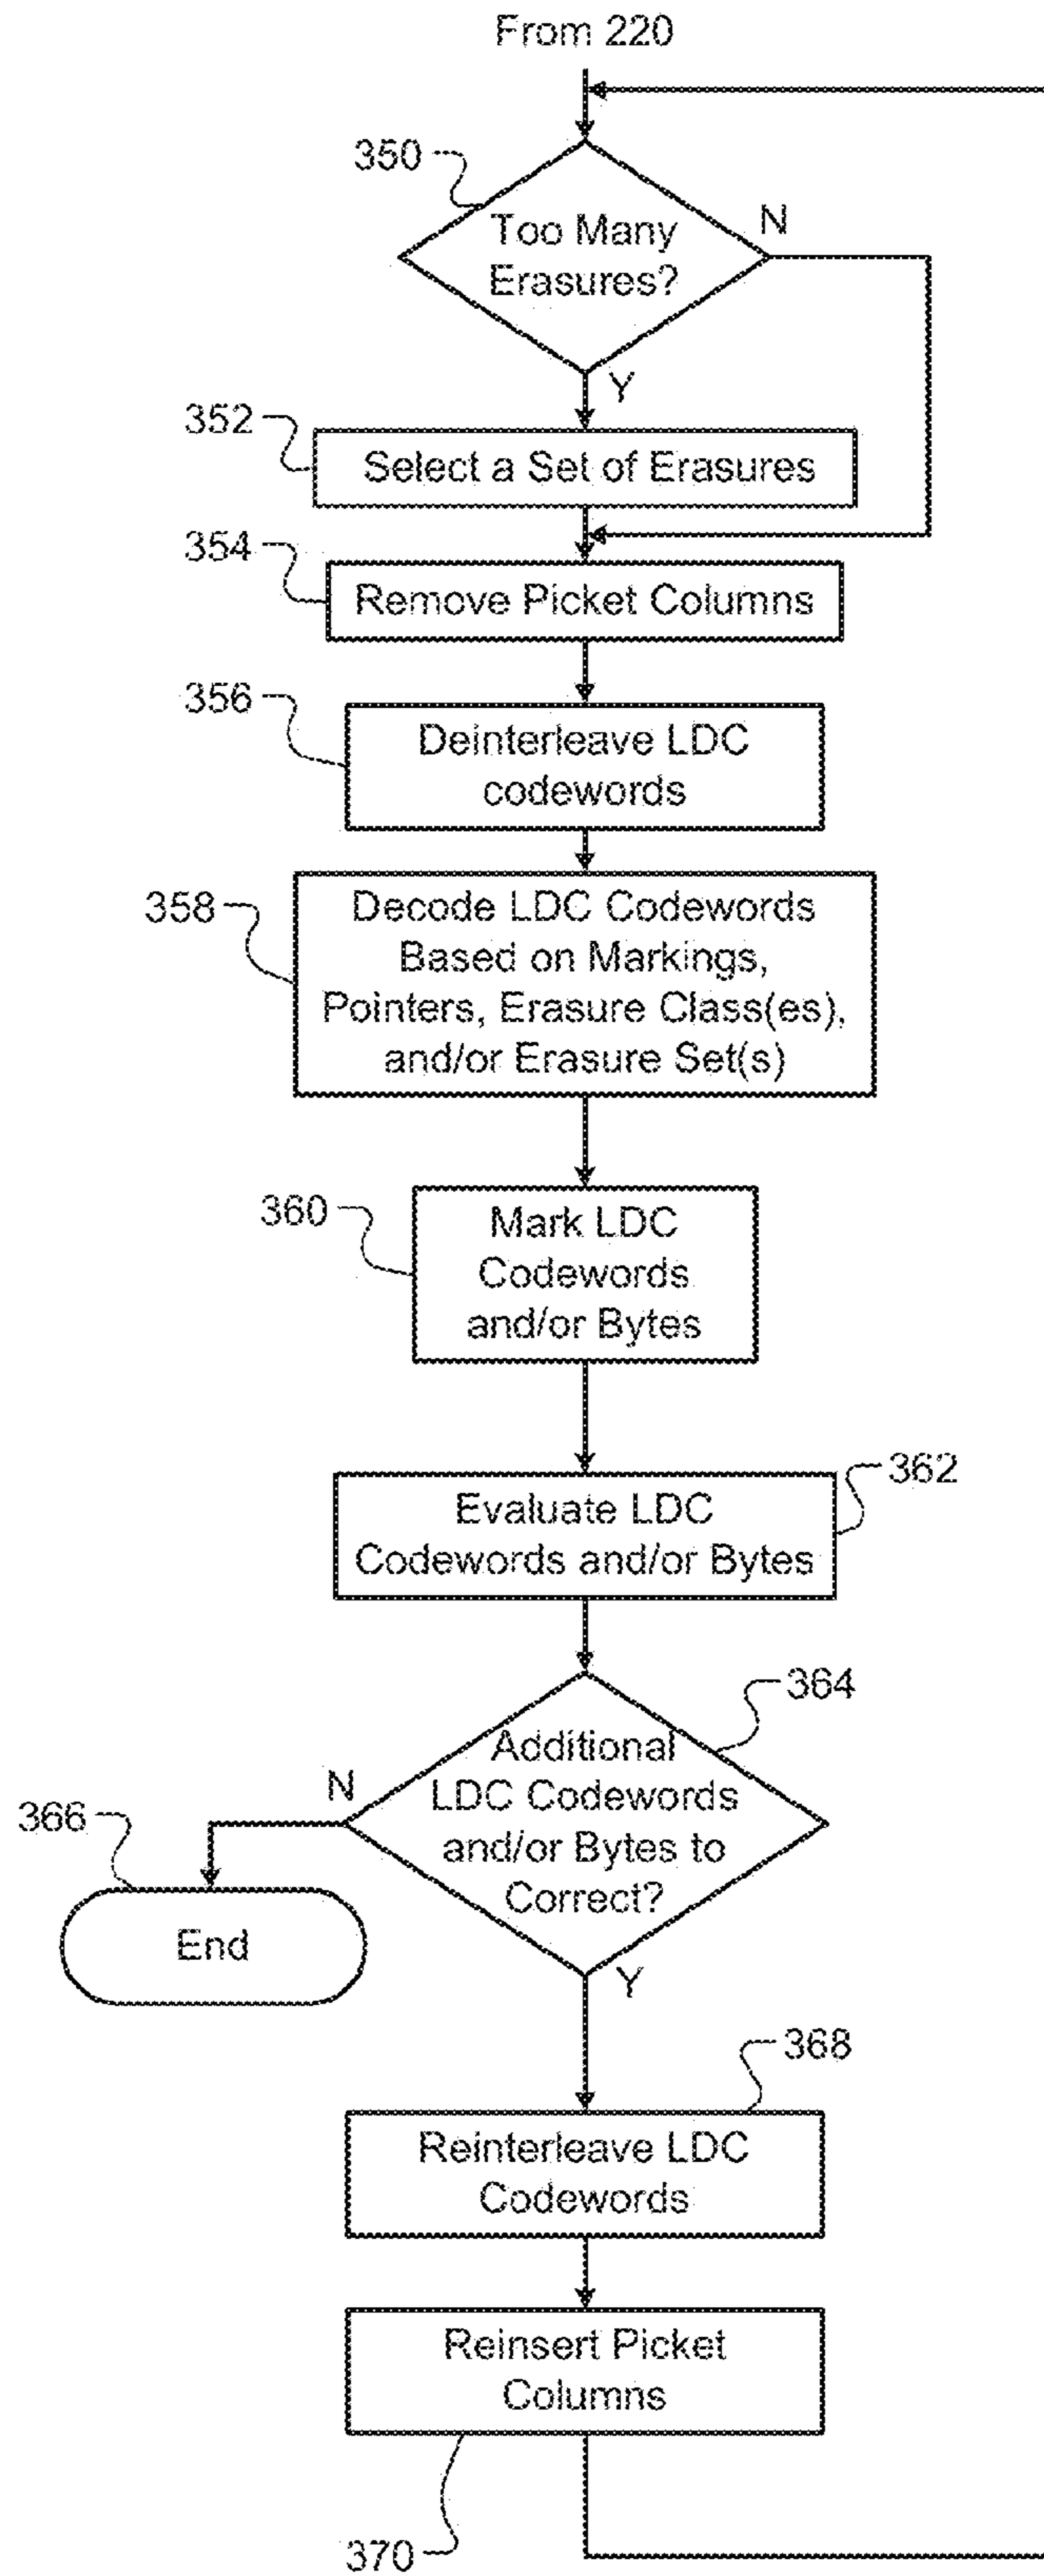 From 220
350
Too Many
Erasures?
N
Y
352
Select a Set of Erasures
354
Remove Picket Columns
356
Deinterleave LDC
codewords
358
Decode LDC Codewords
Based on Markings,
Pointers, Erasure Class(es),
and/or Erasure Set(s)
360
Mark LDC
Codewords
and/or Bytes
362
Evaluate LDC
Codewords and/or Bytes
364
Additional
LDC Codewords
and/or Bytes to
Correct?
N
366
End
Y
368
Reinterleave LDC
Codewords
Reinsert Picket
Columns
370